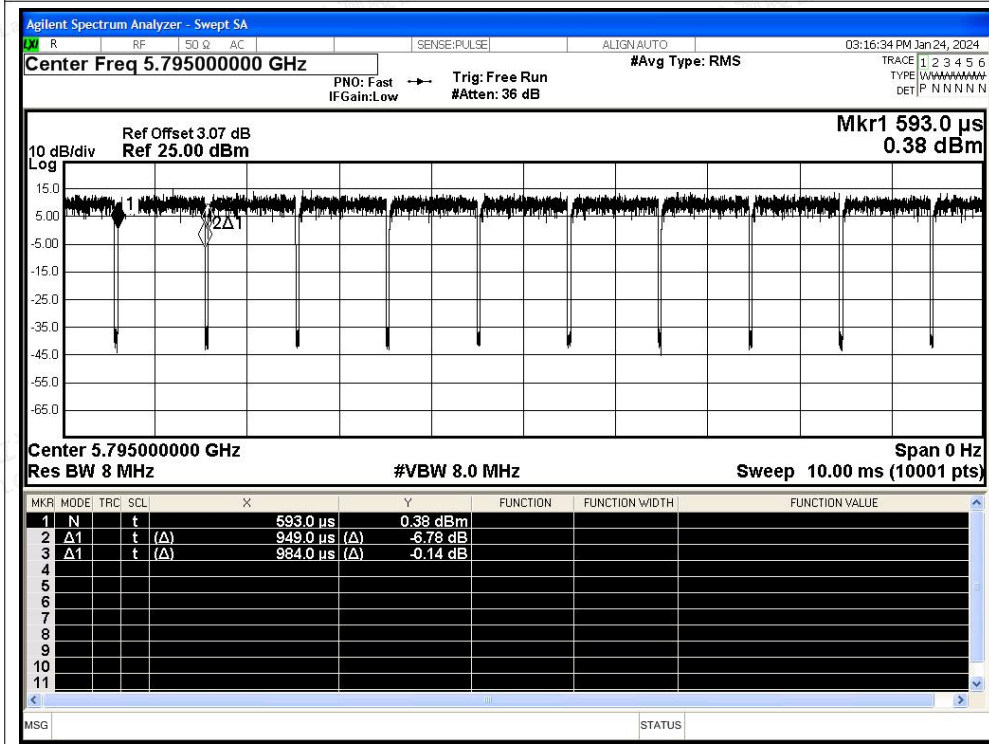 Agilent Spectrum Analyzer - Swept SA
LXI R RF 50 Ω AC SENSE:PULSE ALIGN AUTO 03:16:34 PM Jan 24, 2024
Center Freq 5.795000000 GHz #Avg Type: RMS TRACE 1 2 3 4 5 6
PNO: Fast Trig: Free Run TYPE WWWWWW
IFGain:Low #Atten: 36 dB DET P N N N N N
Mkr1 593.0 µs
Ref Offset 3.07 dB
10 dB/div Ref 25.00 dBm 0.38 dBm
Log
15.0
1
5.00
2Δ1
-5.00
-15.0
-25.0
-35.0
-45.0
-55.0
-65.0
Center 5.795000000 GHz Span 0 Hz
Res BW 8 MHz #VBW 8.0 MHz Sweep 10.00 ms (10001 pts)
MKR MODE TRC SCL X Y FUNCTION FUNCTION WIDTH FUNCTION VALUE
1 N t 593.0 µs 0.38 dBm
2 Δ1 t (Δ) 949.0 µs (Δ) -6.78 dB
3 Δ1 t (Δ) 984.0 µs (Δ) -0.14 dB
4
5
6
7
8
9
10
11
MSG STATUS